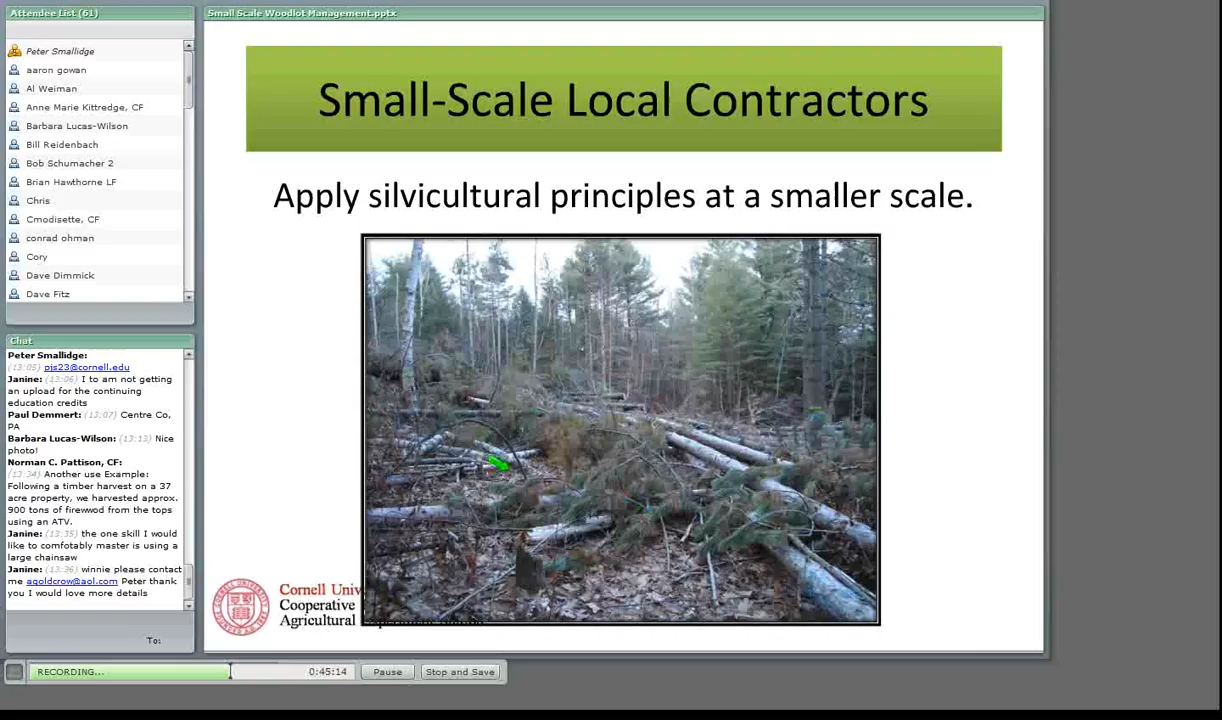 Attendee List (61)
Peter Smallidge
aaron gowan
Al Weiman
Anne Marie Kittredge, CF
Barbara Lucas-Wilson
Bill Reidenbach
Bob Schumacher 2
Brian Hawthorne LF
Chris
Cmodisette, CF
conrad ohman
Cory
Dave Dimmick
Dave Fitz
Chat
Peter Smallidge:
(13:05) pjs23@cornell.edu
Janine: (13:06) I to am not getting
an upload for the continuing
education credits
Paul Demmert: (13:07) Centre Co,
PA
Barbara Lucas-Wilson: (13:13) Nice
photo!
Norman C. Pattison, CF:
(13:34) Another use Example:
Following a timber harvest on a 37
acre property, we harvested approx.
900 tons of firewwod from the tops
using an ATV.
Janine: (13:35) the one skill I would
like to comfotably master is using a
large chainsaw
Janine: (13:36) winnie please contact
me agoldcrow@aol.com Peter thank
you I would love more details
To:
Small Scale Woodlot Management.pptx
Small-Scale Local Contractors
Apply silvicultural principles at a smaller scale.
Cornell Univ
Cooperative
Agricultural
RECORDING...
0:45:14
Pause
Stop and Save